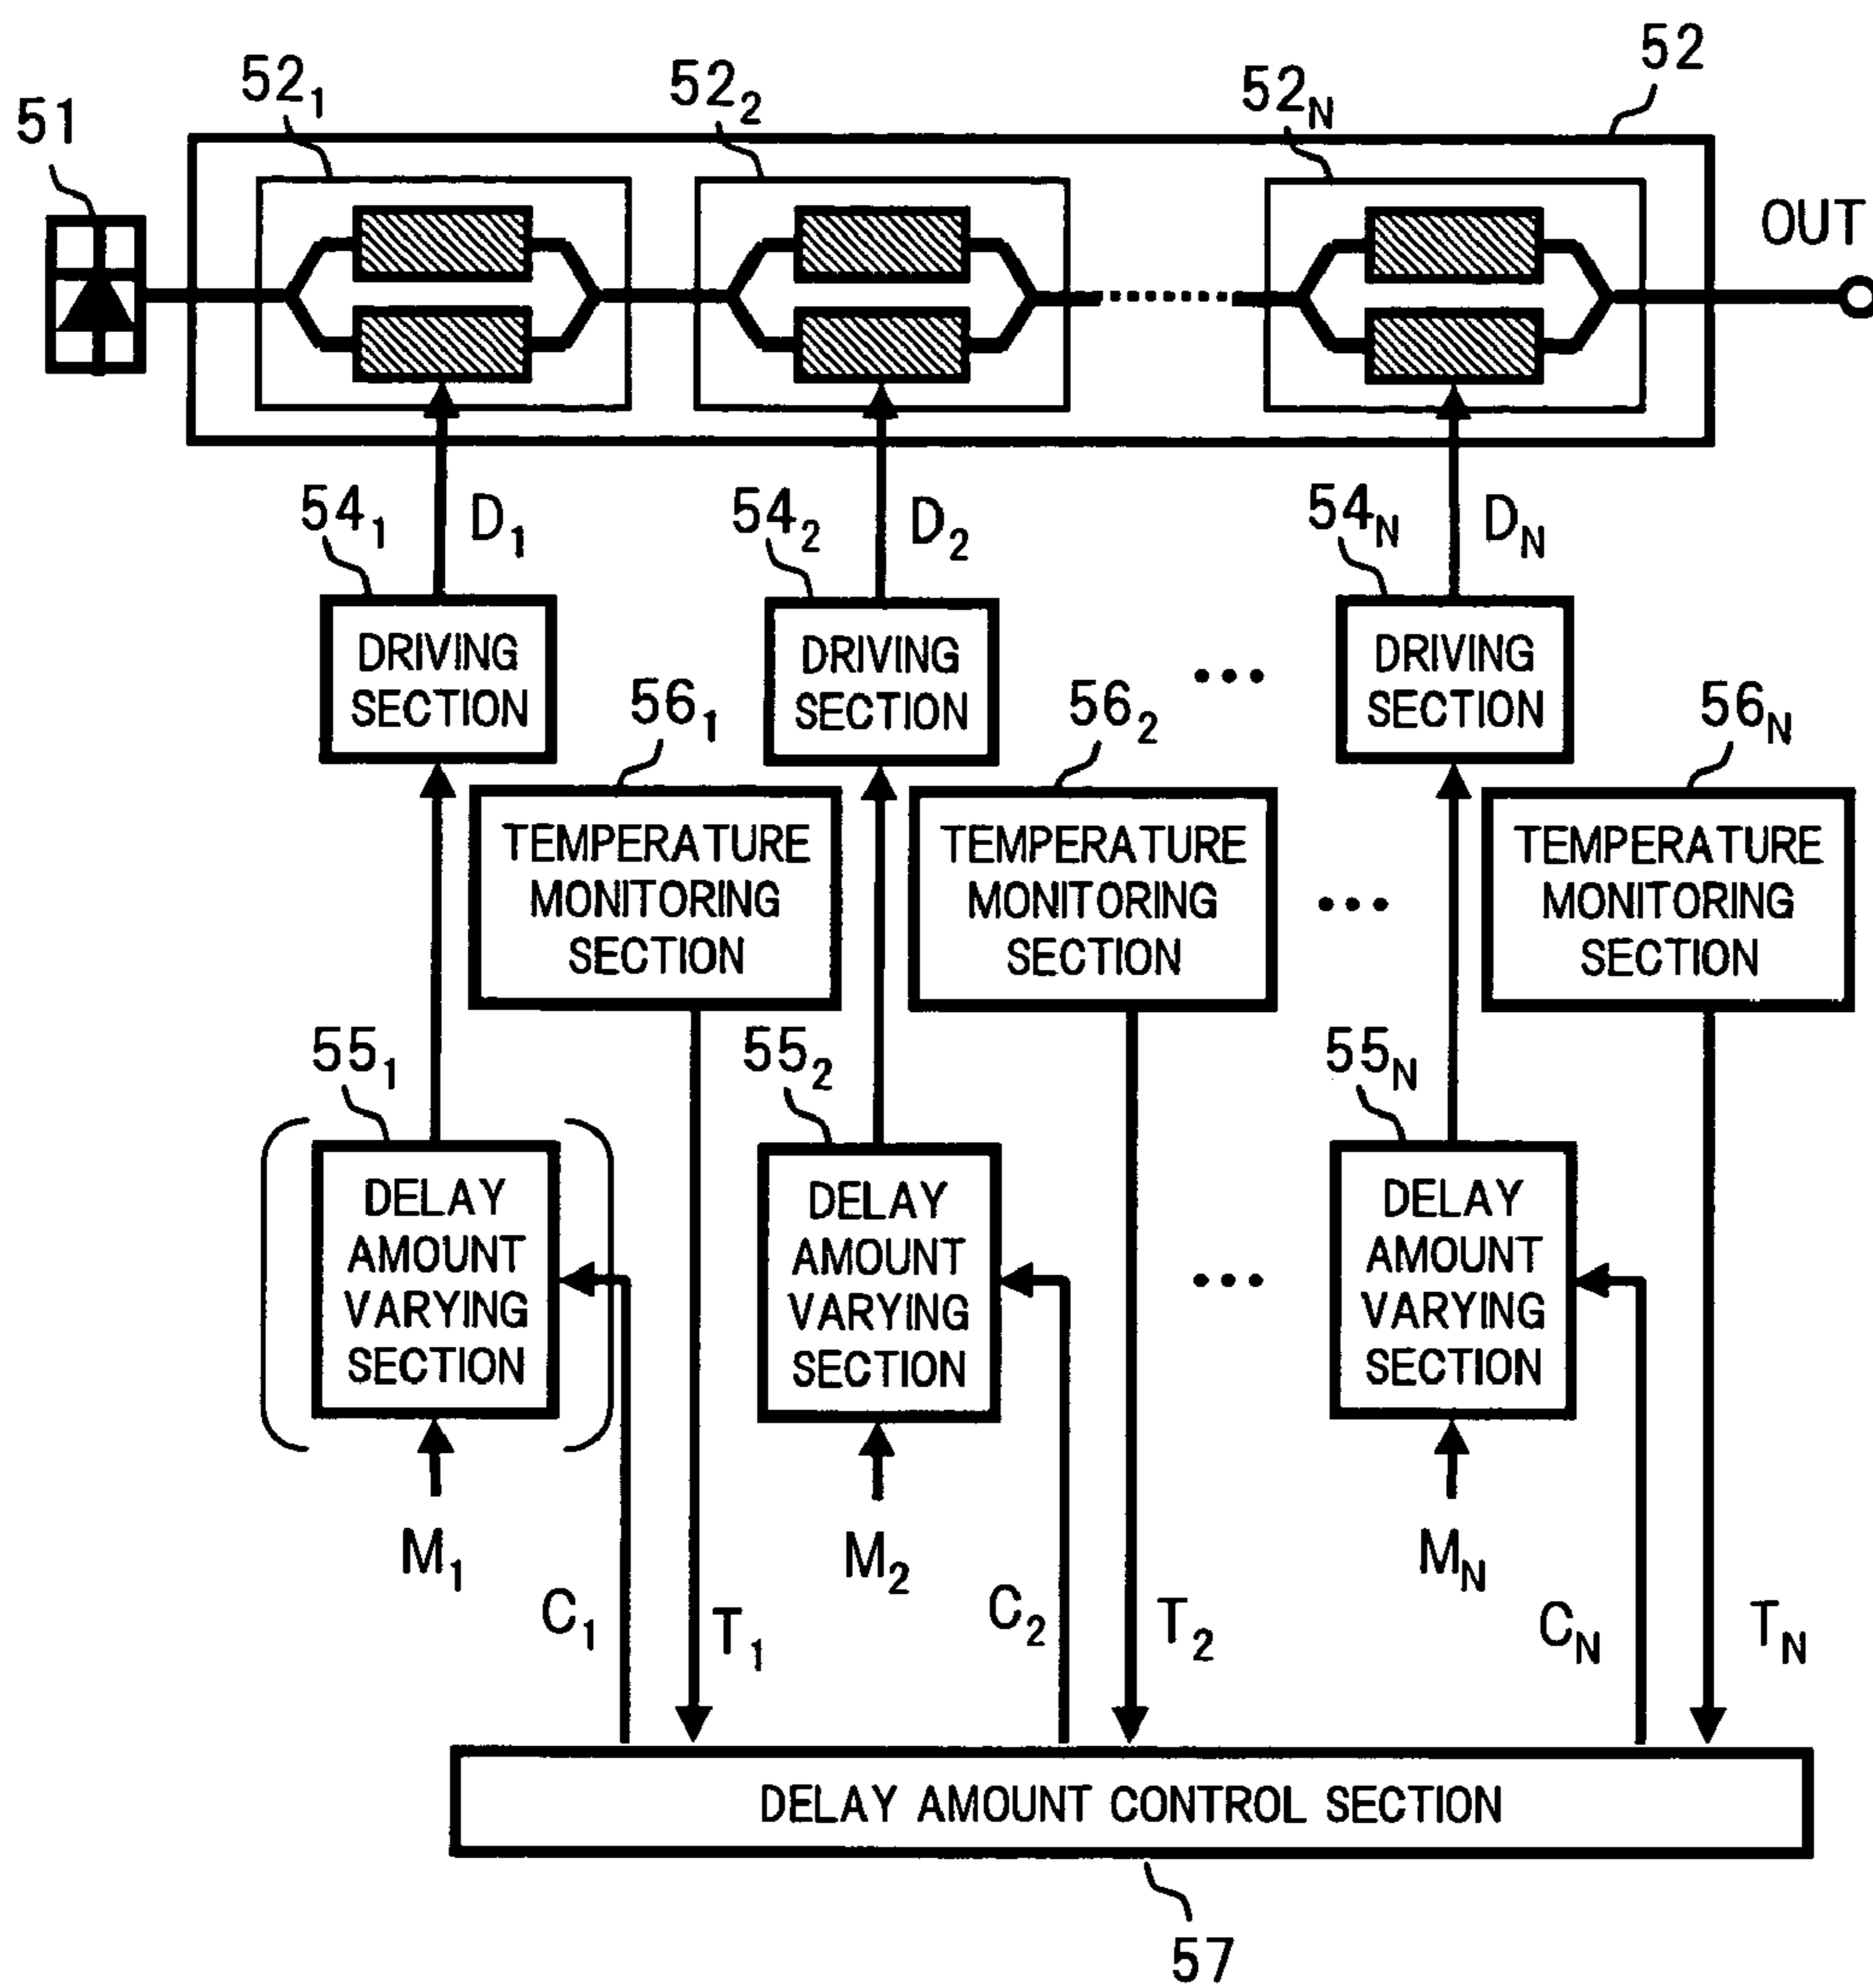 52
52₁
52₂
52N
51
OUT
54₁
D₁
54₂
D₂
54N
DN
DRIVING
SECTION
DRIVING
SECTION
...
DRIVING
SECTION
56₁
56₂
56N
TEMPERATURE
MONITORING
SECTION
TEMPERATURE
MONITORING
SECTION
...
TEMPERATURE
MONITORING
SECTION
55₁
55₂
55N
DELAY
AMOUNT
VARYING
SECTION
DELAY
AMOUNT
VARYING
SECTION
...
DELAY
AMOUNT
VARYING
SECTION
M₁
M₂
MN
C₁
T₁
C₂
T₂
CN
TN
DELAY AMOUNT CONTROL SECTION
57